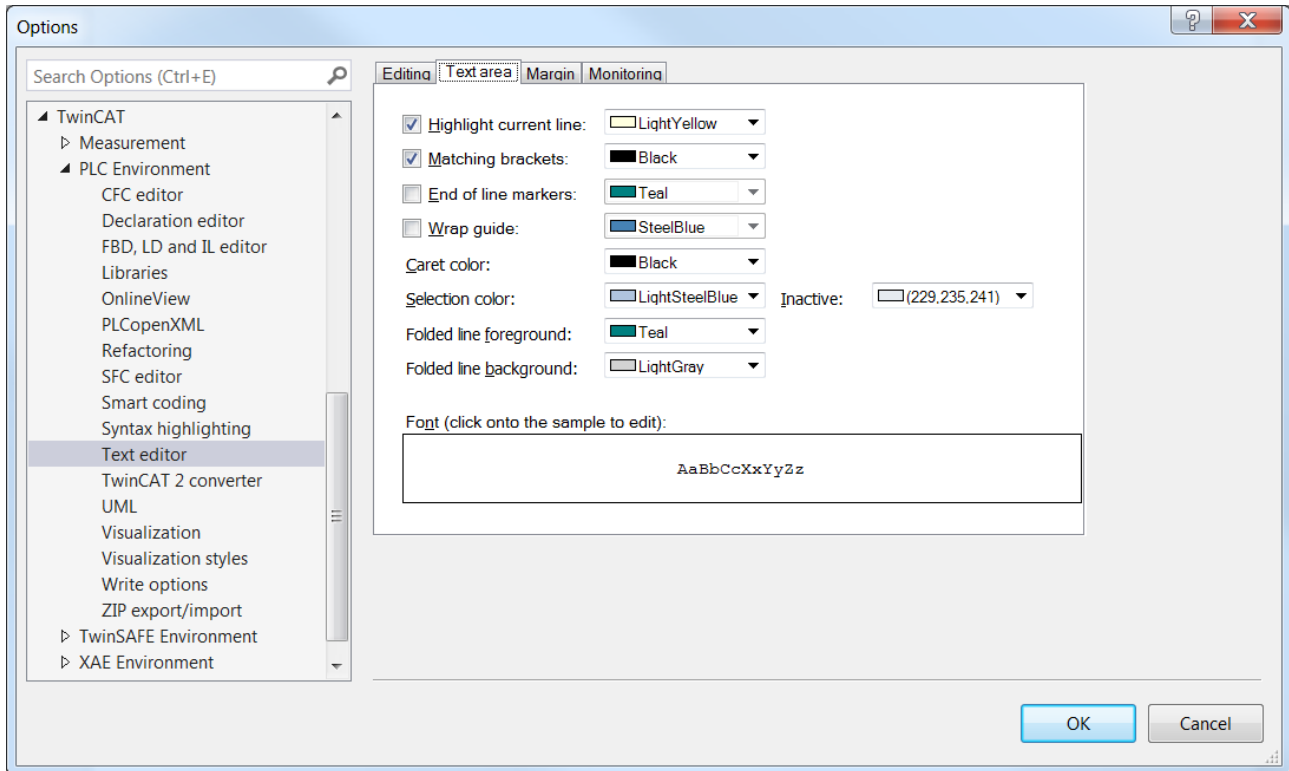 Options
Search Options (Ctrl+E)
TwinCAT
Measurement
PLC Environment
CFC editor
Declaration editor
FBD, LD and IL editor
Libraries
OnlineView
PLCopenXML
Refactoring
SFC editor
Smart coding
Syntax highlighting
Text editor
TwinCAT 2 converter
UML
Visualization
Visualization styles
Write options
ZIP export/import
TwinSAFE Environment
XAE Environment
Editing Text area Margin Monitoring
Highlight current line: LightYellow
Matching brackets: Black
End of line markers: Teal
Wrap guide: SteelBlue
Caret color: Black
Selection color: LightSteelBlue Inactive: (229,235,241)
Folded line foreground: Teal
Folded line background: LightGray
Font (click onto the sample to edit):
AaBbCcXxYyZz
OK Cancel